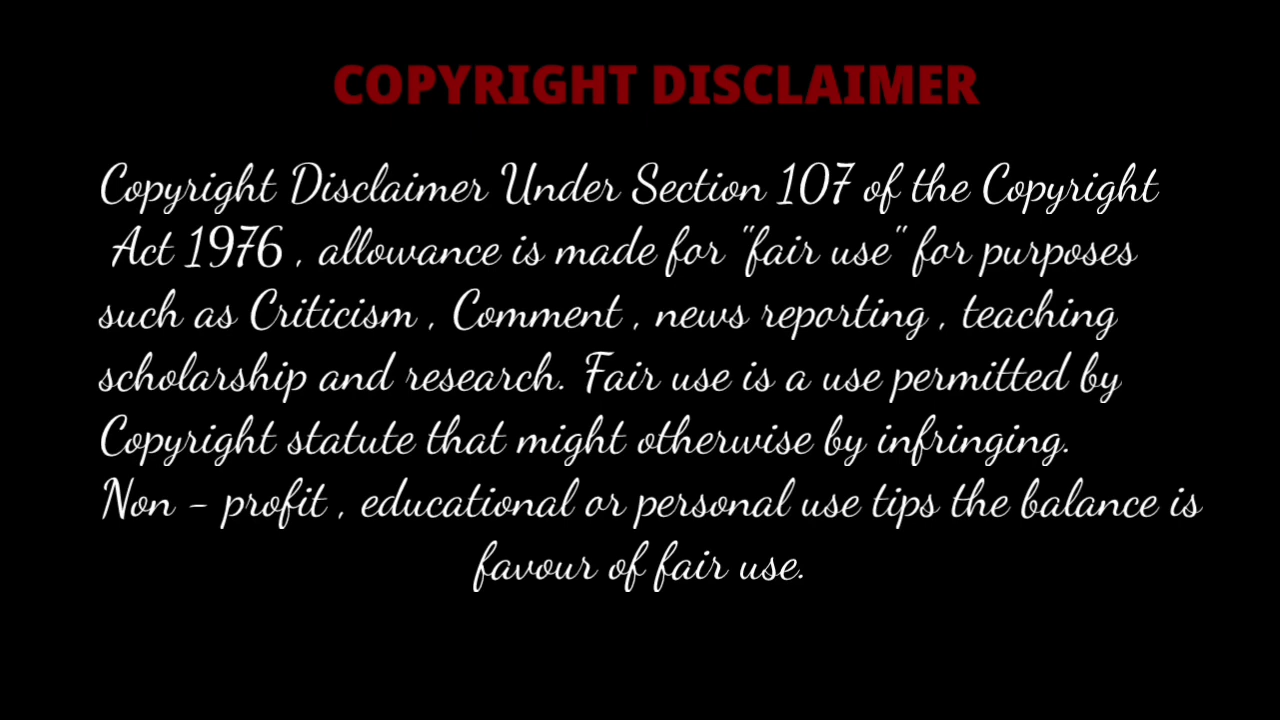 COPYRIGHT DISCLAIMER
Copyright Disclaimer Under Section 107 of the Copyright
Act 1976 , allowance is made for "fair use" for purposes
such as Criticism , Comment , news reporting , teaching
scholarship and research. Fair use is a use permitted by
Copyright statute that might otherwise by infringing.
Non - profit , educational or personal use tips the balance is
favour of fair use.